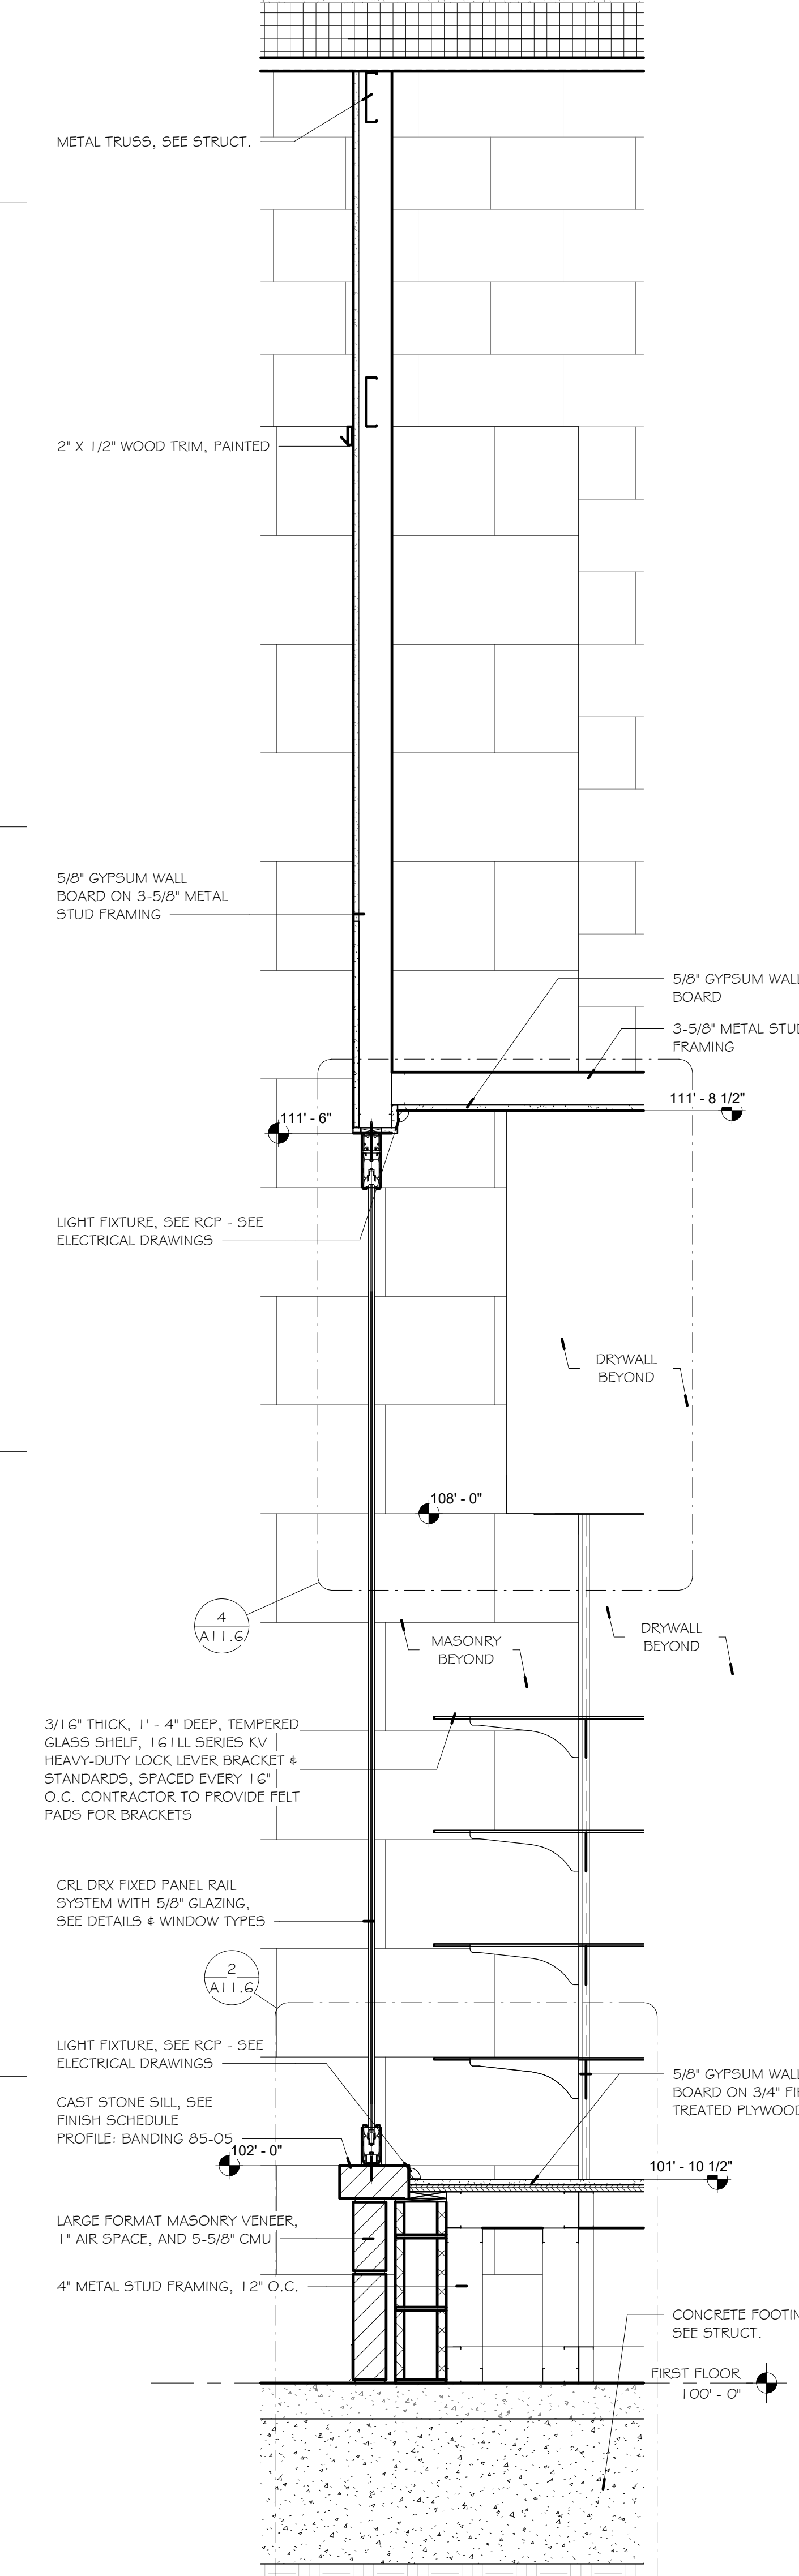 METAL TRUSS, SEE STRUCT.
2" X 1/2" WOOD TRIM, PAINTED
5/8" GYPSUM WALL
BOARD ON 3-5/8" METAL
STUD FRAMING
5/8" GYPSUM WALL
BOARD
3-5/8" METAL STUD
FRAMING
111' - 8 1/2"
111' - 6"
LIGHT FIXTURE, SEE RCP - SEE
ELECTRICAL DRAWINGS
DRYWALL
BEYOND
108' - 0"
4
A11.6
MASONRY
BEYOND
DRYWALL
BEYOND
3/16" THICK, 1' - 4" DEEP, TEMPERED
GLASS SHELF, 161LL SERIES KV
HEAVY-DUTY LOCK LEVER BRACKET &
STANDARDS, SPACED EVERY 16"
O.C. CONTRACTOR TO PROVIDE FELT
PADS FOR BRACKETS
CRL DRX FIXED PANEL RAIL
SYSTEM WITH 5/8" GLAZING,
SEE DETAILS & WINDOW TYPES
2
A11.6
LIGHT FIXTURE, SEE RCP - SEE
ELECTRICAL DRAWINGS
5/8" GYPSUM WALL
BOARD ON 3/4"
TREATED PLYWOOD
CAST STONE SILL, SEE
FINISH SCHEDULE
PROFILE: BANDING 85-05
102' - 0"
101' - 10 1/2"
LARGE FORMAT MASONRY VENEER,
1" AIR SPACE, AND 5-5/8" CMU
4" METAL STUD FRAMING, 12" O.C.
CONCRETE
SEE STRUCT.
FIRST FLOOR
100' - 0"